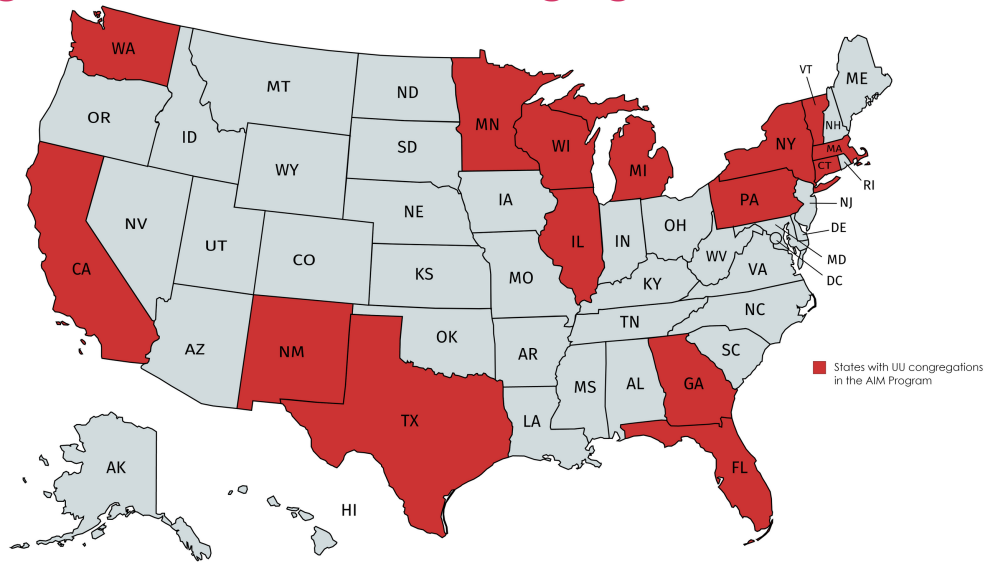 WA
MT
ND
MN
VT
ME
OR
ID
SD
WI
NY
NH
MA
CT
WY
MI
RI
IA
PA
NJ
NE
NV
OH
DE
UT
IL
IN
CO
WV
MD
CA
KS
MO
VA
DC
KY
NC
TN
OK
AZ
NM
AR
SC
MS
AL
GA
States with UU congregations
in the AIM Program
TX
LA
AK
FL
HI